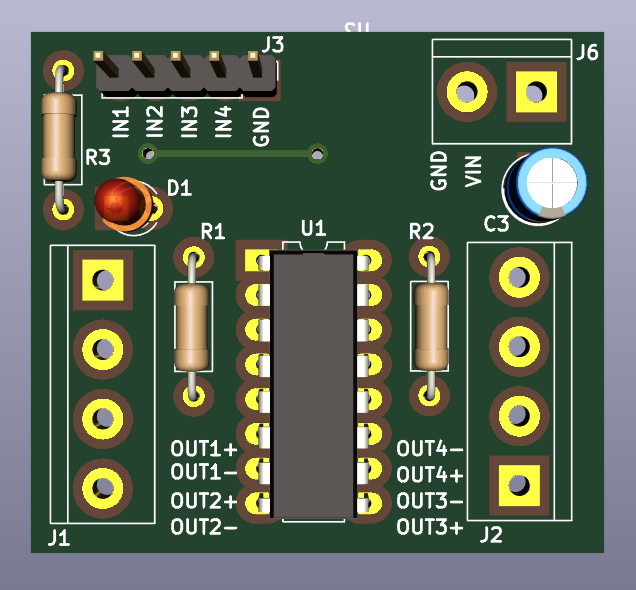 J3
J6
IN1
IN2
IN3
IN4
GND
GND
VIN
R3
D1
C3
R1
U1
R2
OUT1+
OUT1-
OUT2+
OUT2-
OUT4-
OUT4+
OUT3-
OUT3+
J1
J2